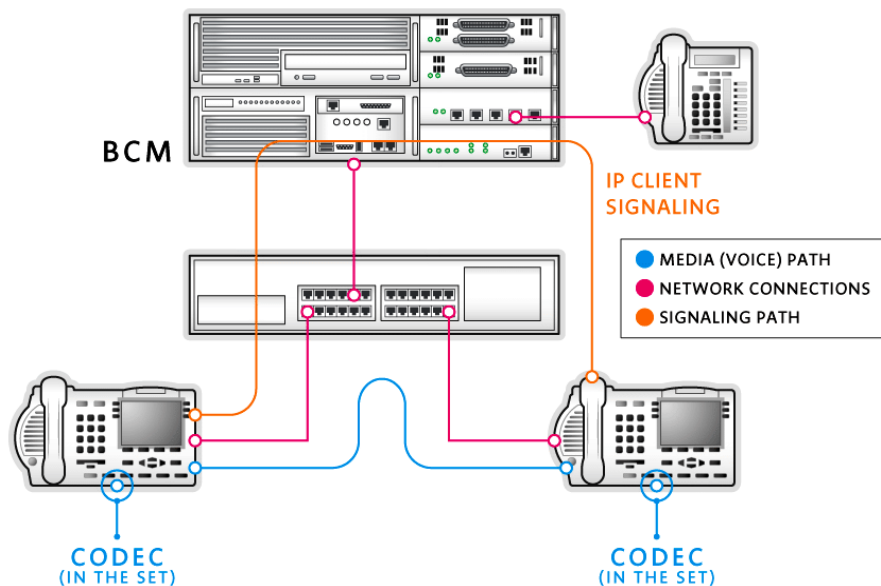 BCM
IP CLIENT
SIGNALING
MEDIA (VOICE) PATH
NETWORK CONNECTIONS
SIGNALING PATH
CODEC
(IN THE SET)
CODEC
(IN THE SET)